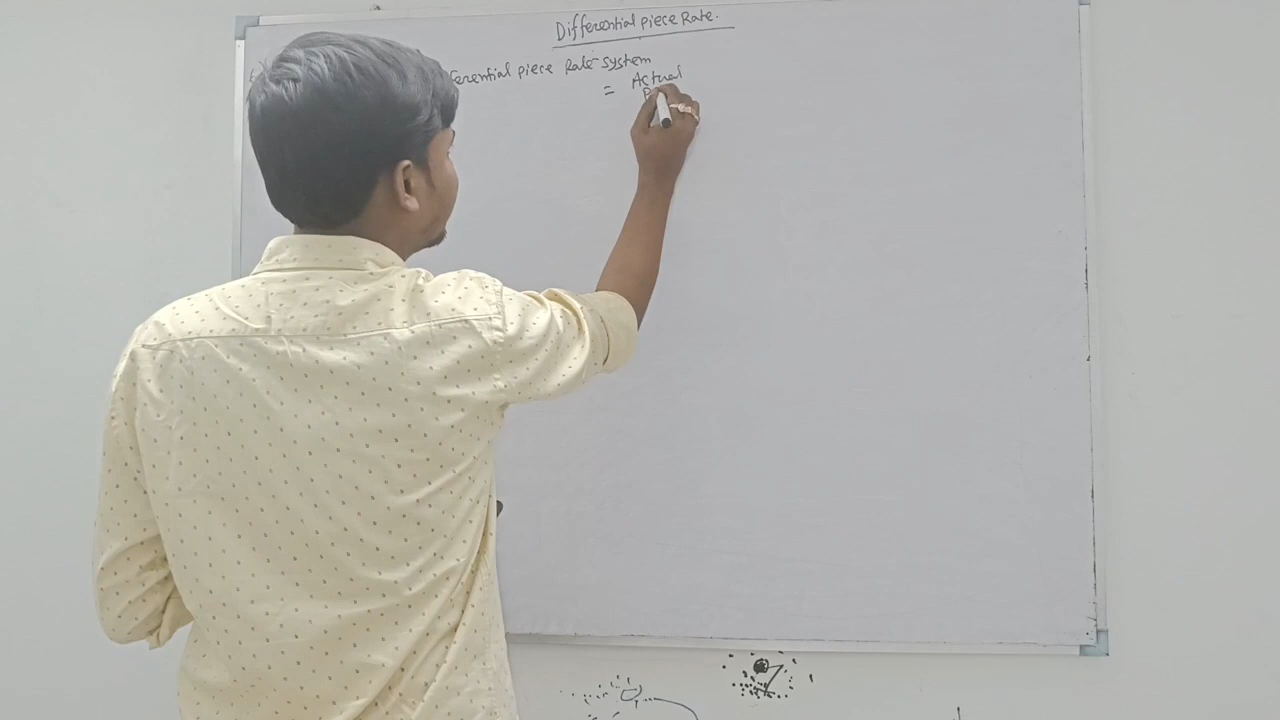 Differential piece Rate.
ferential piece Rate system
= Actual
P